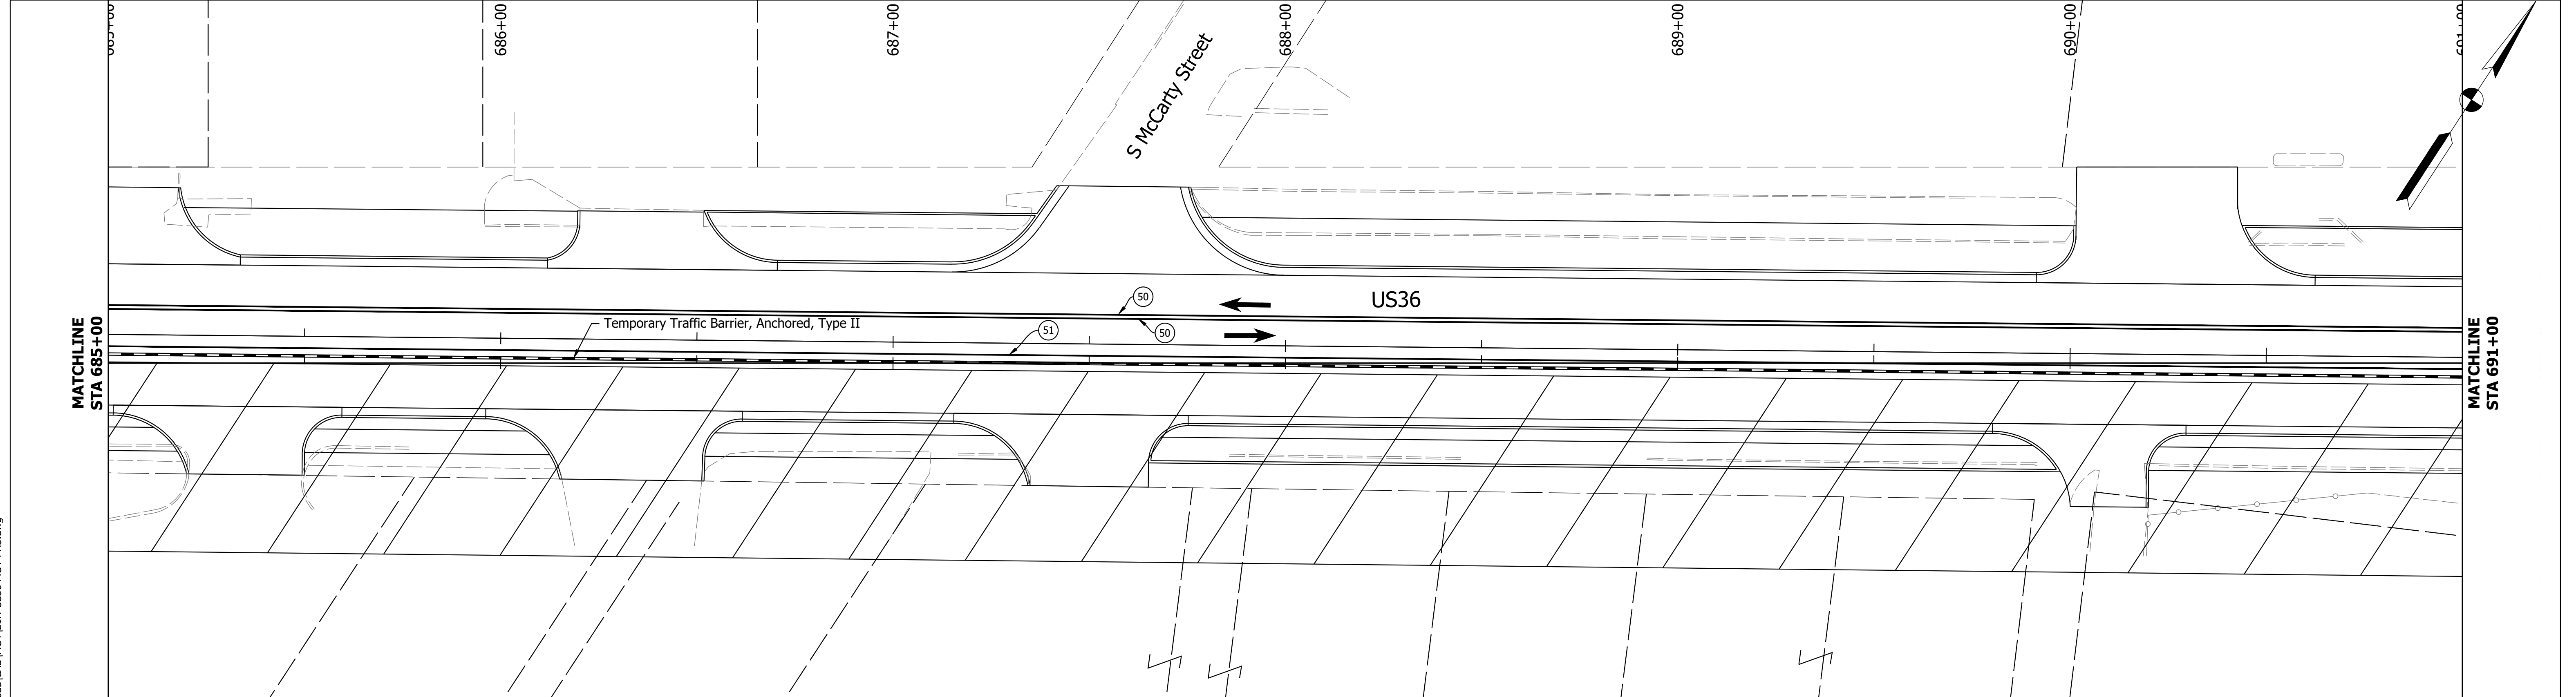 686+00
687+00
688+00
689+00
690+00
S McCarty Street
US36
50
50
51
Temporary Traffic Barrier, Anchored, Type II
MATCHLINE
STA 685+00
MATCHLINE
STA 691+00